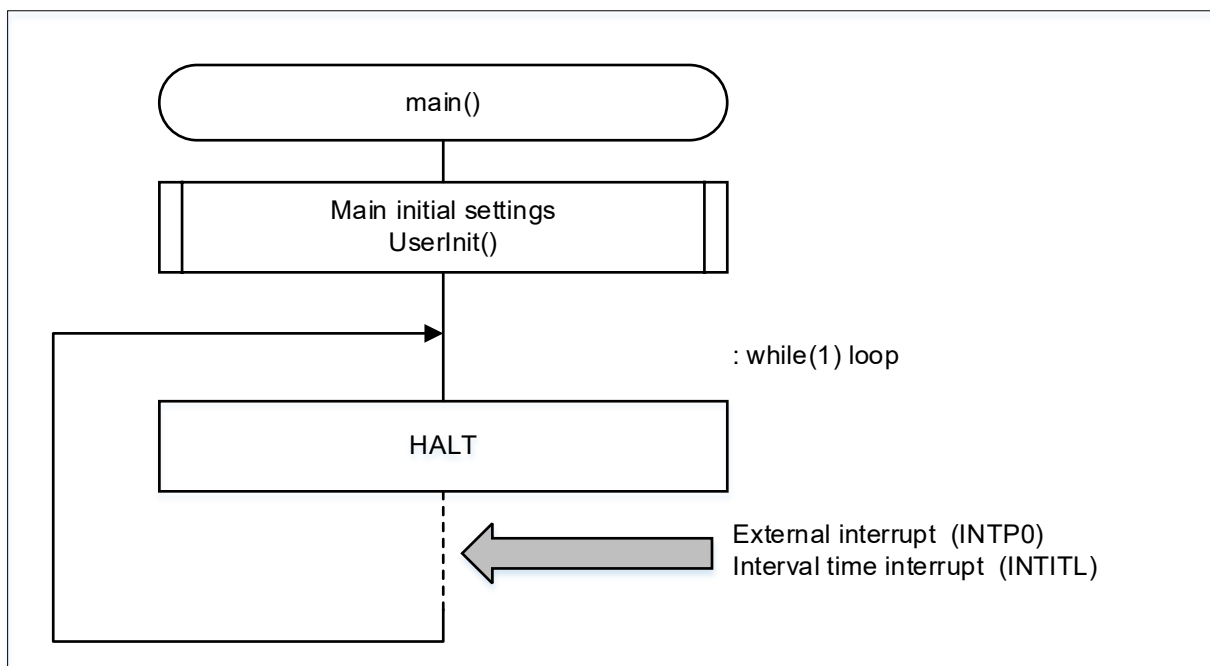 main()
Main initial settings
UserInit()
: while(1) loop
HALT
External interrupt (INTP0)
Interval time interrupt (INTITL)